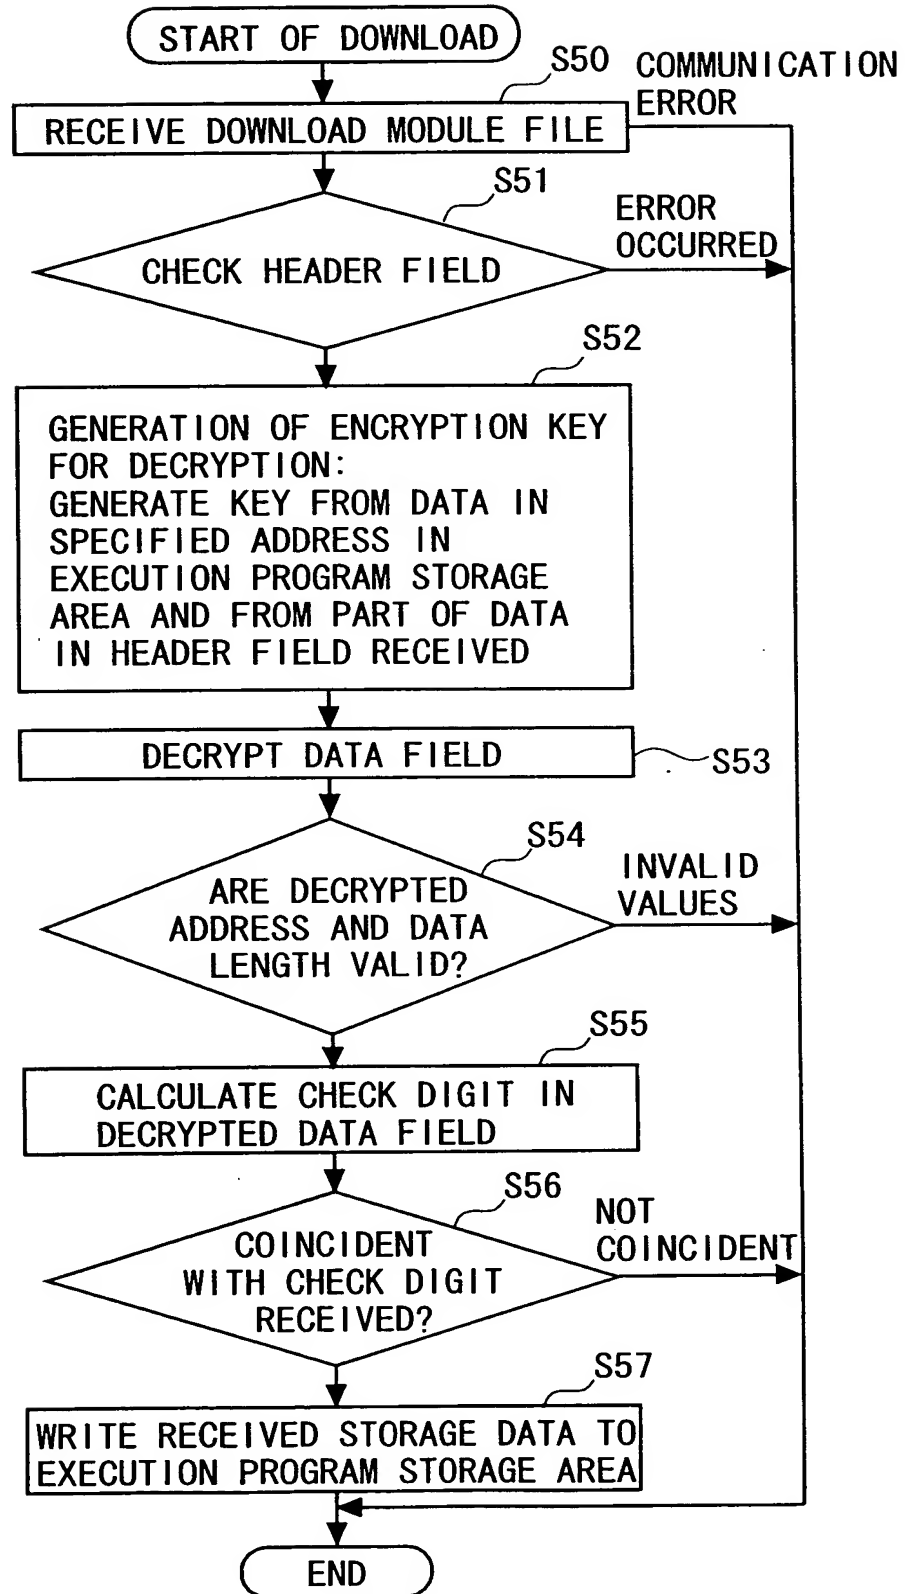 START OF DOWNLOAD
S50
COMMUNICATION
ERROR
RECEIVE DOWNLOAD MODULE FILE
S51
ERROR
OCCURRED
CHECK HEADER FIELD
S52
GENERATION OF ENCRYPTION KEY
FOR DECRYPTION:
GENERATE KEY FROM DATA IN
SPECIFIED ADDRESS IN
EXECUTION PROGRAM STORAGE
AREA AND FROM PART OF DATA
IN HEADER FIELD RECEIVED
DECRYPT DATA FIELD
S53
S54
INVALID
VALUES
ARE DECRYPTED
ADDRESS AND DATA
LENGTH VALID?
S55
CALCULATE CHECK DIGIT IN
DECRYPTED DATA FIELD
S56
NOT
COINCIDENT
COINCIDENT
WITH CHECK DIGIT
RECEIVED?
S57
WRITE RECEIVED STORAGE DATA TO
EXECUTION PROGRAM STORAGE AREA
END